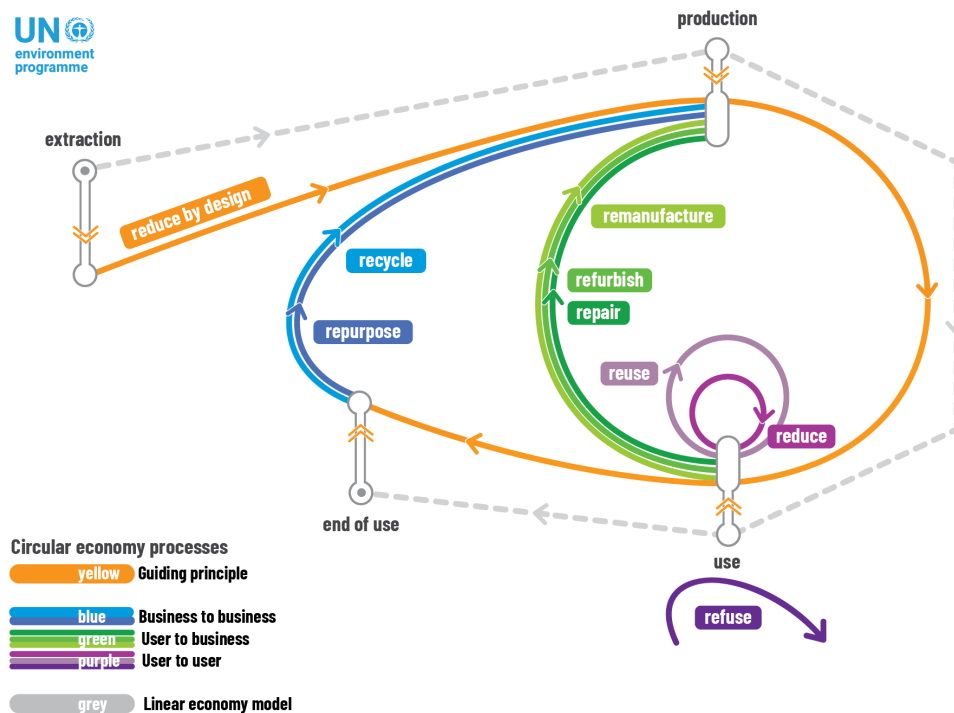 UN
environment
programme
production
extraction
reduce by design
remanufacture
recycle
refurbish
repair
repurpose
reuse
reduce
end of use
use
refuse
Circular economy processes
yellow Guiding principle
blue Business to business
green User to business
purple User to user
grey Linear economy model